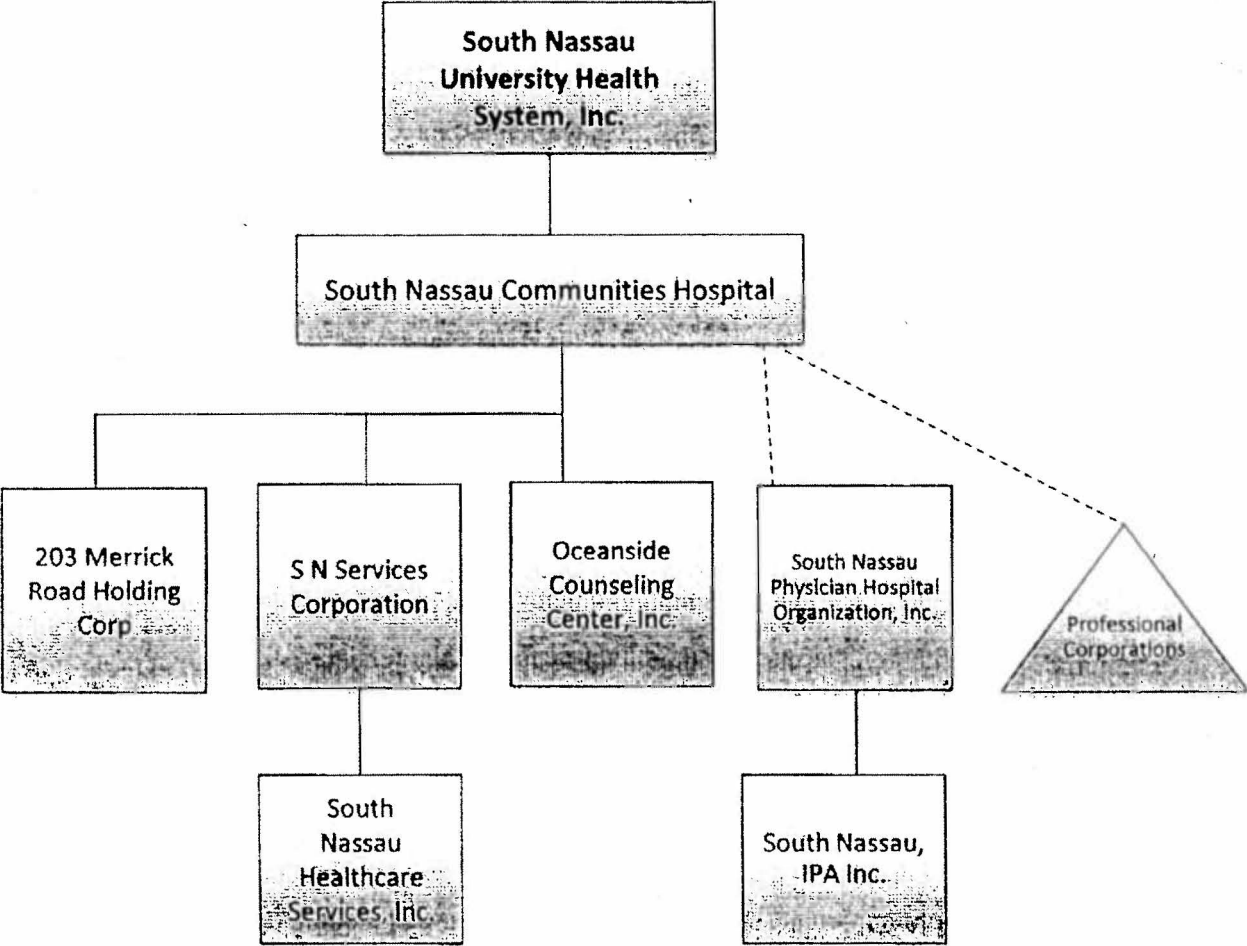 South Nassau
University Health
System, Inc.
South Nassau Communities Hospital
203 Merrick
Road Holding
Corp
S N Services
Corporation
Oceanside
Counseling
Center, Inc.
South Nassau
Physician Hospital
Organization, Inc.
Professional
Corporations
South
Nassau
Healthcare
Services, Inc.
South Nassau,
IPA Inc.